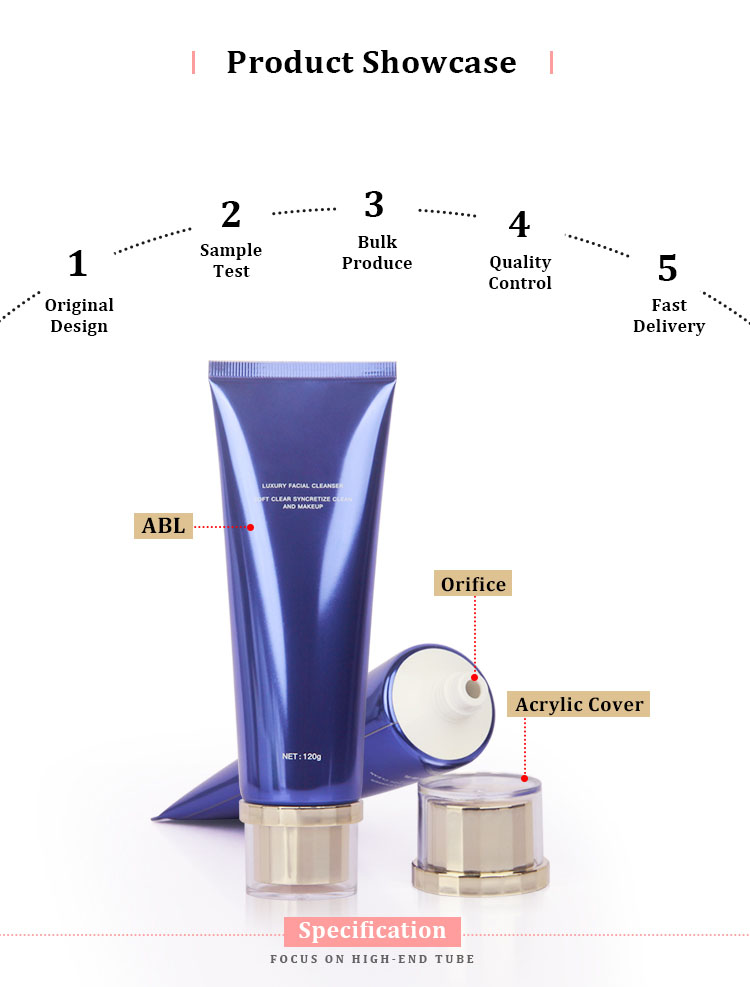 Product Showcase
1
Original
Design
2
Sample
Test
3
Bulk
Produce
4
Quality
Control
5
Fast
Delivery
LUXURY FACIAL CLEANSER
SOFT CLEAR SYNCRETIZE CLEAN
AND MAKEUP
ABL
Orifice
Acrylic Cover
NET : 120g
Specification
FOCUS ON HIGH-END TUBE